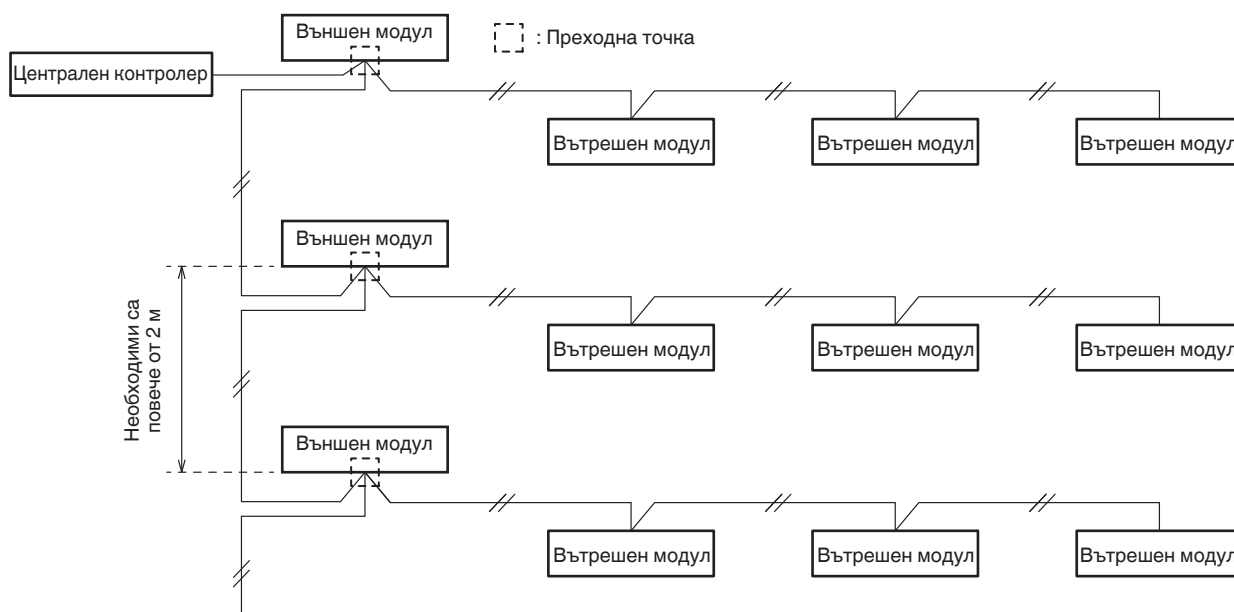 Външен модул
: Преходна точка
Централен контролер
Вътрешен модул
Вътрешен модул
Вътрешен модул
Външен модул
Необходими са
повече от 2 м
Вътрешен модул
Вътрешен модул
Вътрешен модул
Външен модул
Вътрешен модул
Вътрешен модул
Вътрешен модул